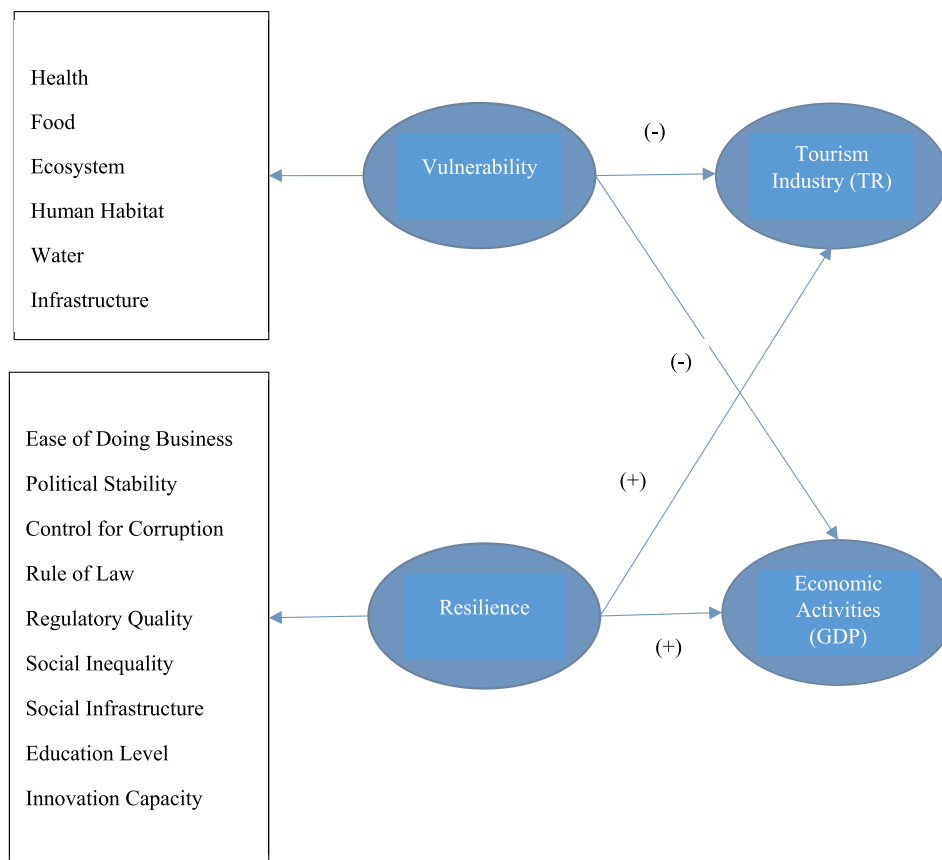 Health
Food
Ecosystem
Human Habitat
Water
Infrastructure
Vulnerability
(-)
Tourism
Industry (TR)
(-)
Ease of Doing Business
Political Stability
Control for Corruption
Rule of Law
Regulatory Quality
Social Inequality
Social Infrastructure
Education Level
Innovation Capacity
Resilience
(+)
(+)
Economic
Activities
(GDP)